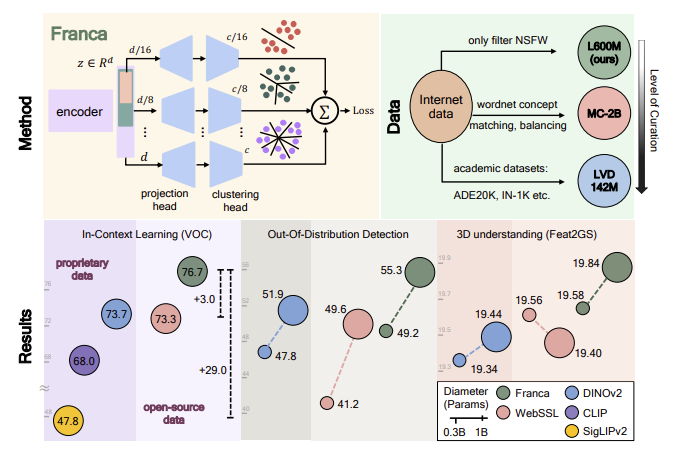 Method
Franca
z ∈ R^d
encoder
d/16
d/8
⋮
d
c/16
c/8
⋮
c
projection
head
clustering
head
Σ
Loss
Data
Internet
data
only filter NSFW
wordnet concept
matching, balancing
academic datasets:
ADE20K, IN-1K etc.
L600M
(ours)
MC-2B
LVD
142M
Level of Curation
Results
In-Context Learning (VOC)
proprietary
data
open-source
data
76
72
68
48
76.7
73.7
73.3
68.0
47.8
+3.0
+29.0
Out-Of-Distribution Detection
56
52
48
44
40
51.9
47.8
49.6
41.2
55.3
49.2
3D understanding (Feat2GS)
19.9
19.7
19.5
19.3
19.44
19.34
19.56
19.40
19.58
19.84
Diameter
(Params)
0.3B 1B
Franca
WebSSL
DINOv2
CLIP
SigLIPv2